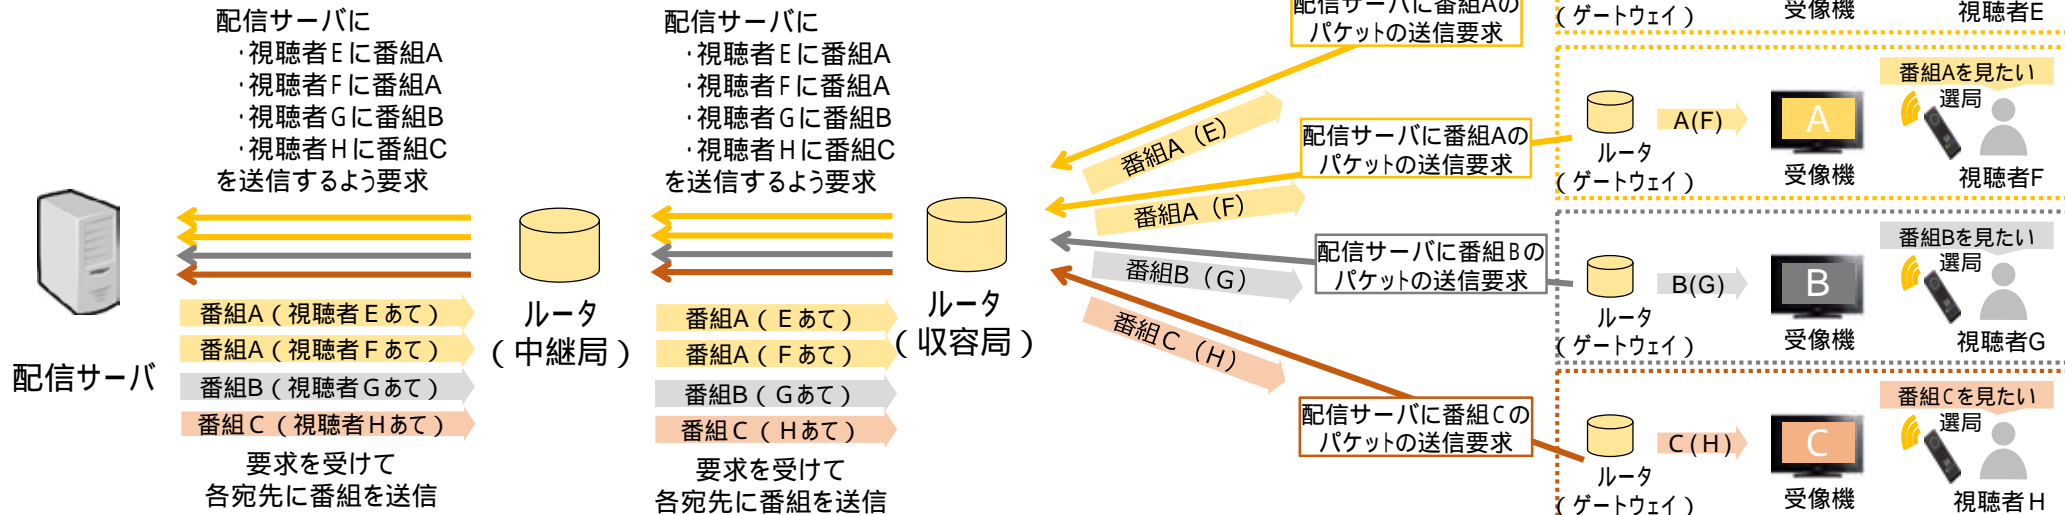 配信サーバに
・視聴者Eに番組A
・視聴者Fに番組A
・視聴者Gに番組B
・視聴者Hに番組C
を送信するよう要求
配信サーバ
番組A（視聴者Eあて）
番組A（視聴者Fあて）
番組B（視聴者Gあて）
番組C（視聴者Hあて）
要求を受けて
各宛先に番組を送信
ルータ
（中継局）
配信サーバに
・視聴者Eに番組A
・視聴者Fに番組A
・視聴者Gに番組B
・視聴者Hに番組C
を送信するよう要求
番組A（Eあて）
番組A（Fあて）
番組B（Gあて）
番組C（Hあて）
要求を受けて
各宛先に番組を送信
ルータ
（収容局）
番組A（E）
番組A（F）
番組B（G）
番組C（H）
配信サーバに番組Aの
パケットの送信要求
配信サーバに番組Aの
パケットの送信要求
配信サーバに番組Bの
パケットの送信要求
配信サーバに番組Cの
パケットの送信要求
（ゲートウェイ）
受像機
視聴者E
ルータ
（ゲートウェイ）
A(F)
A
受像機
番組Aを見たい
選局
視聴者F
ルータ
（ゲートウェイ）
B(G)
B
受像機
番組Bを見たい
選局
視聴者G
ルータ
（ゲートウェイ）
C(H)
C
受像機
番組Cを見たい
選局
視聴者H